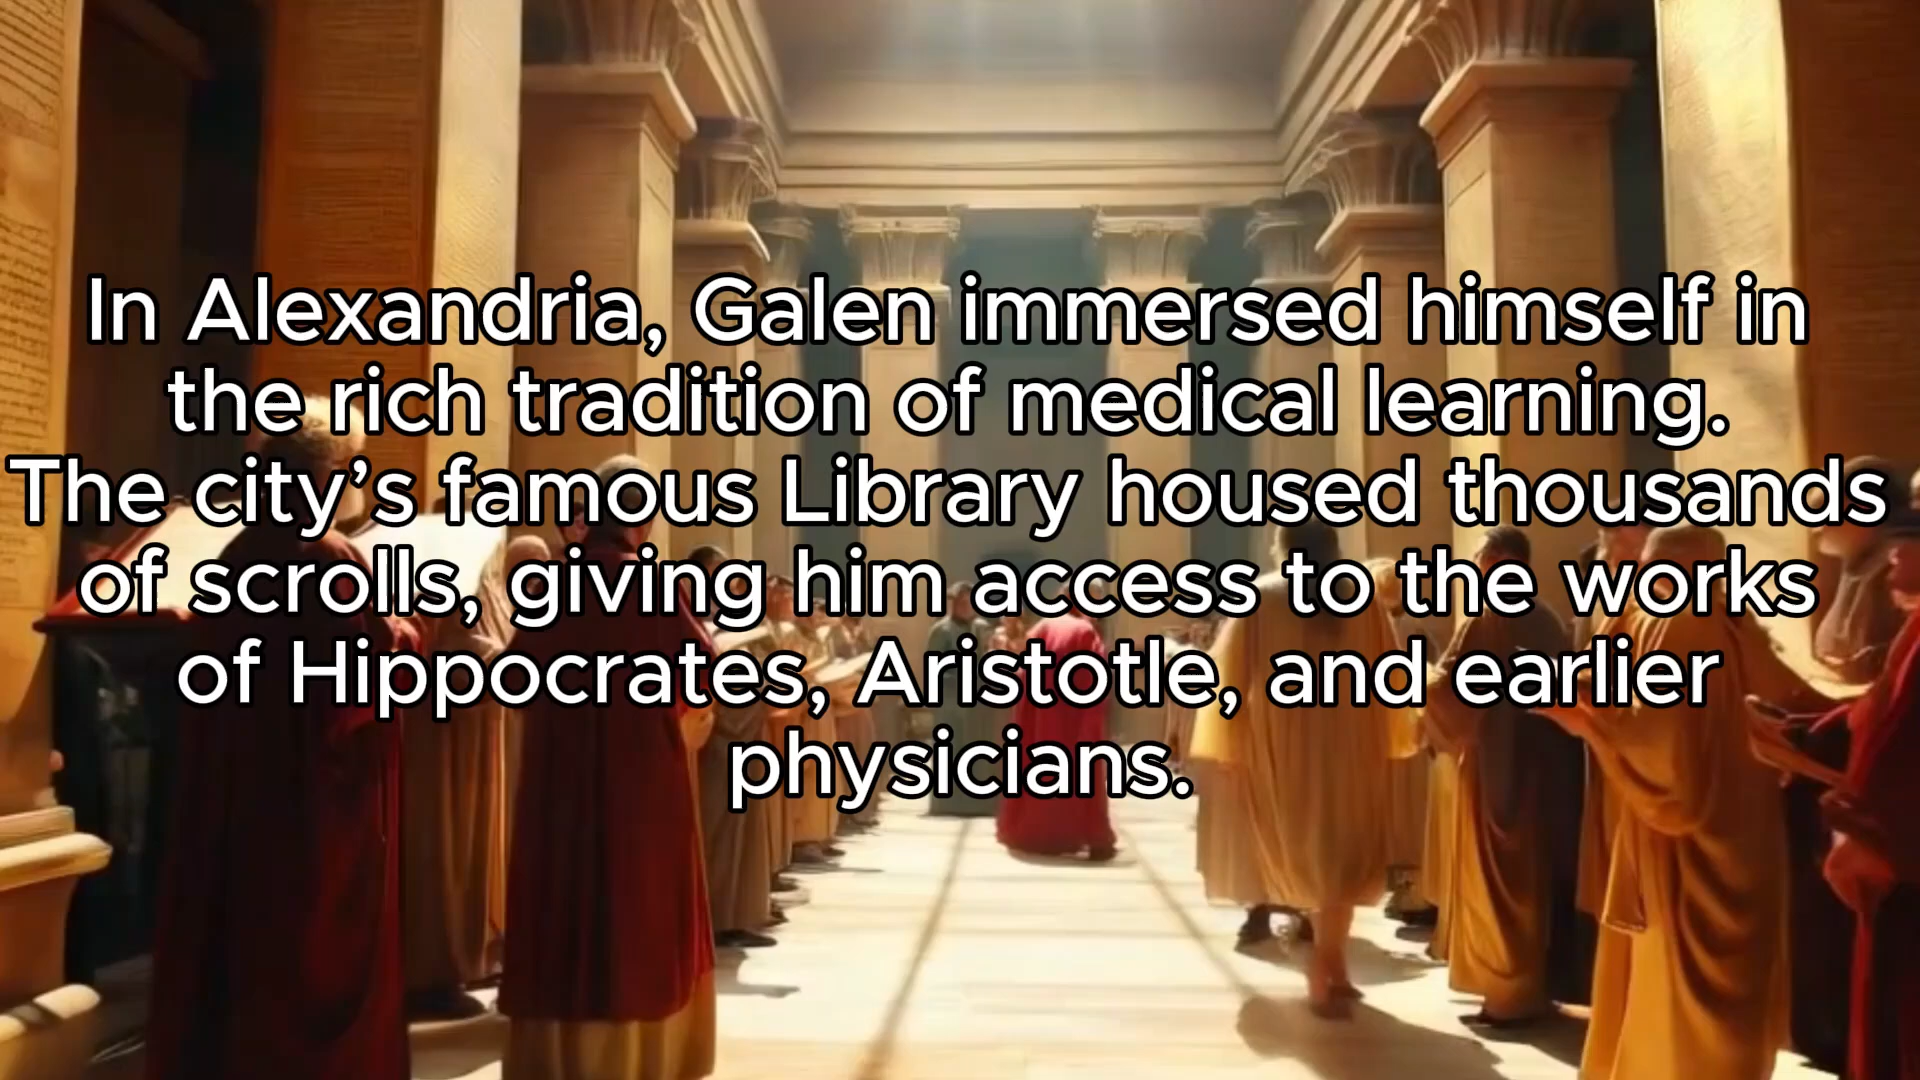 In Alexandria, Galen immersed himself in
the rich tradition of medical learning.
The city’s famous Library housed thousands
of scrolls, giving him access to the works
of Hippocrates, Aristotle, and earlier
physicians.